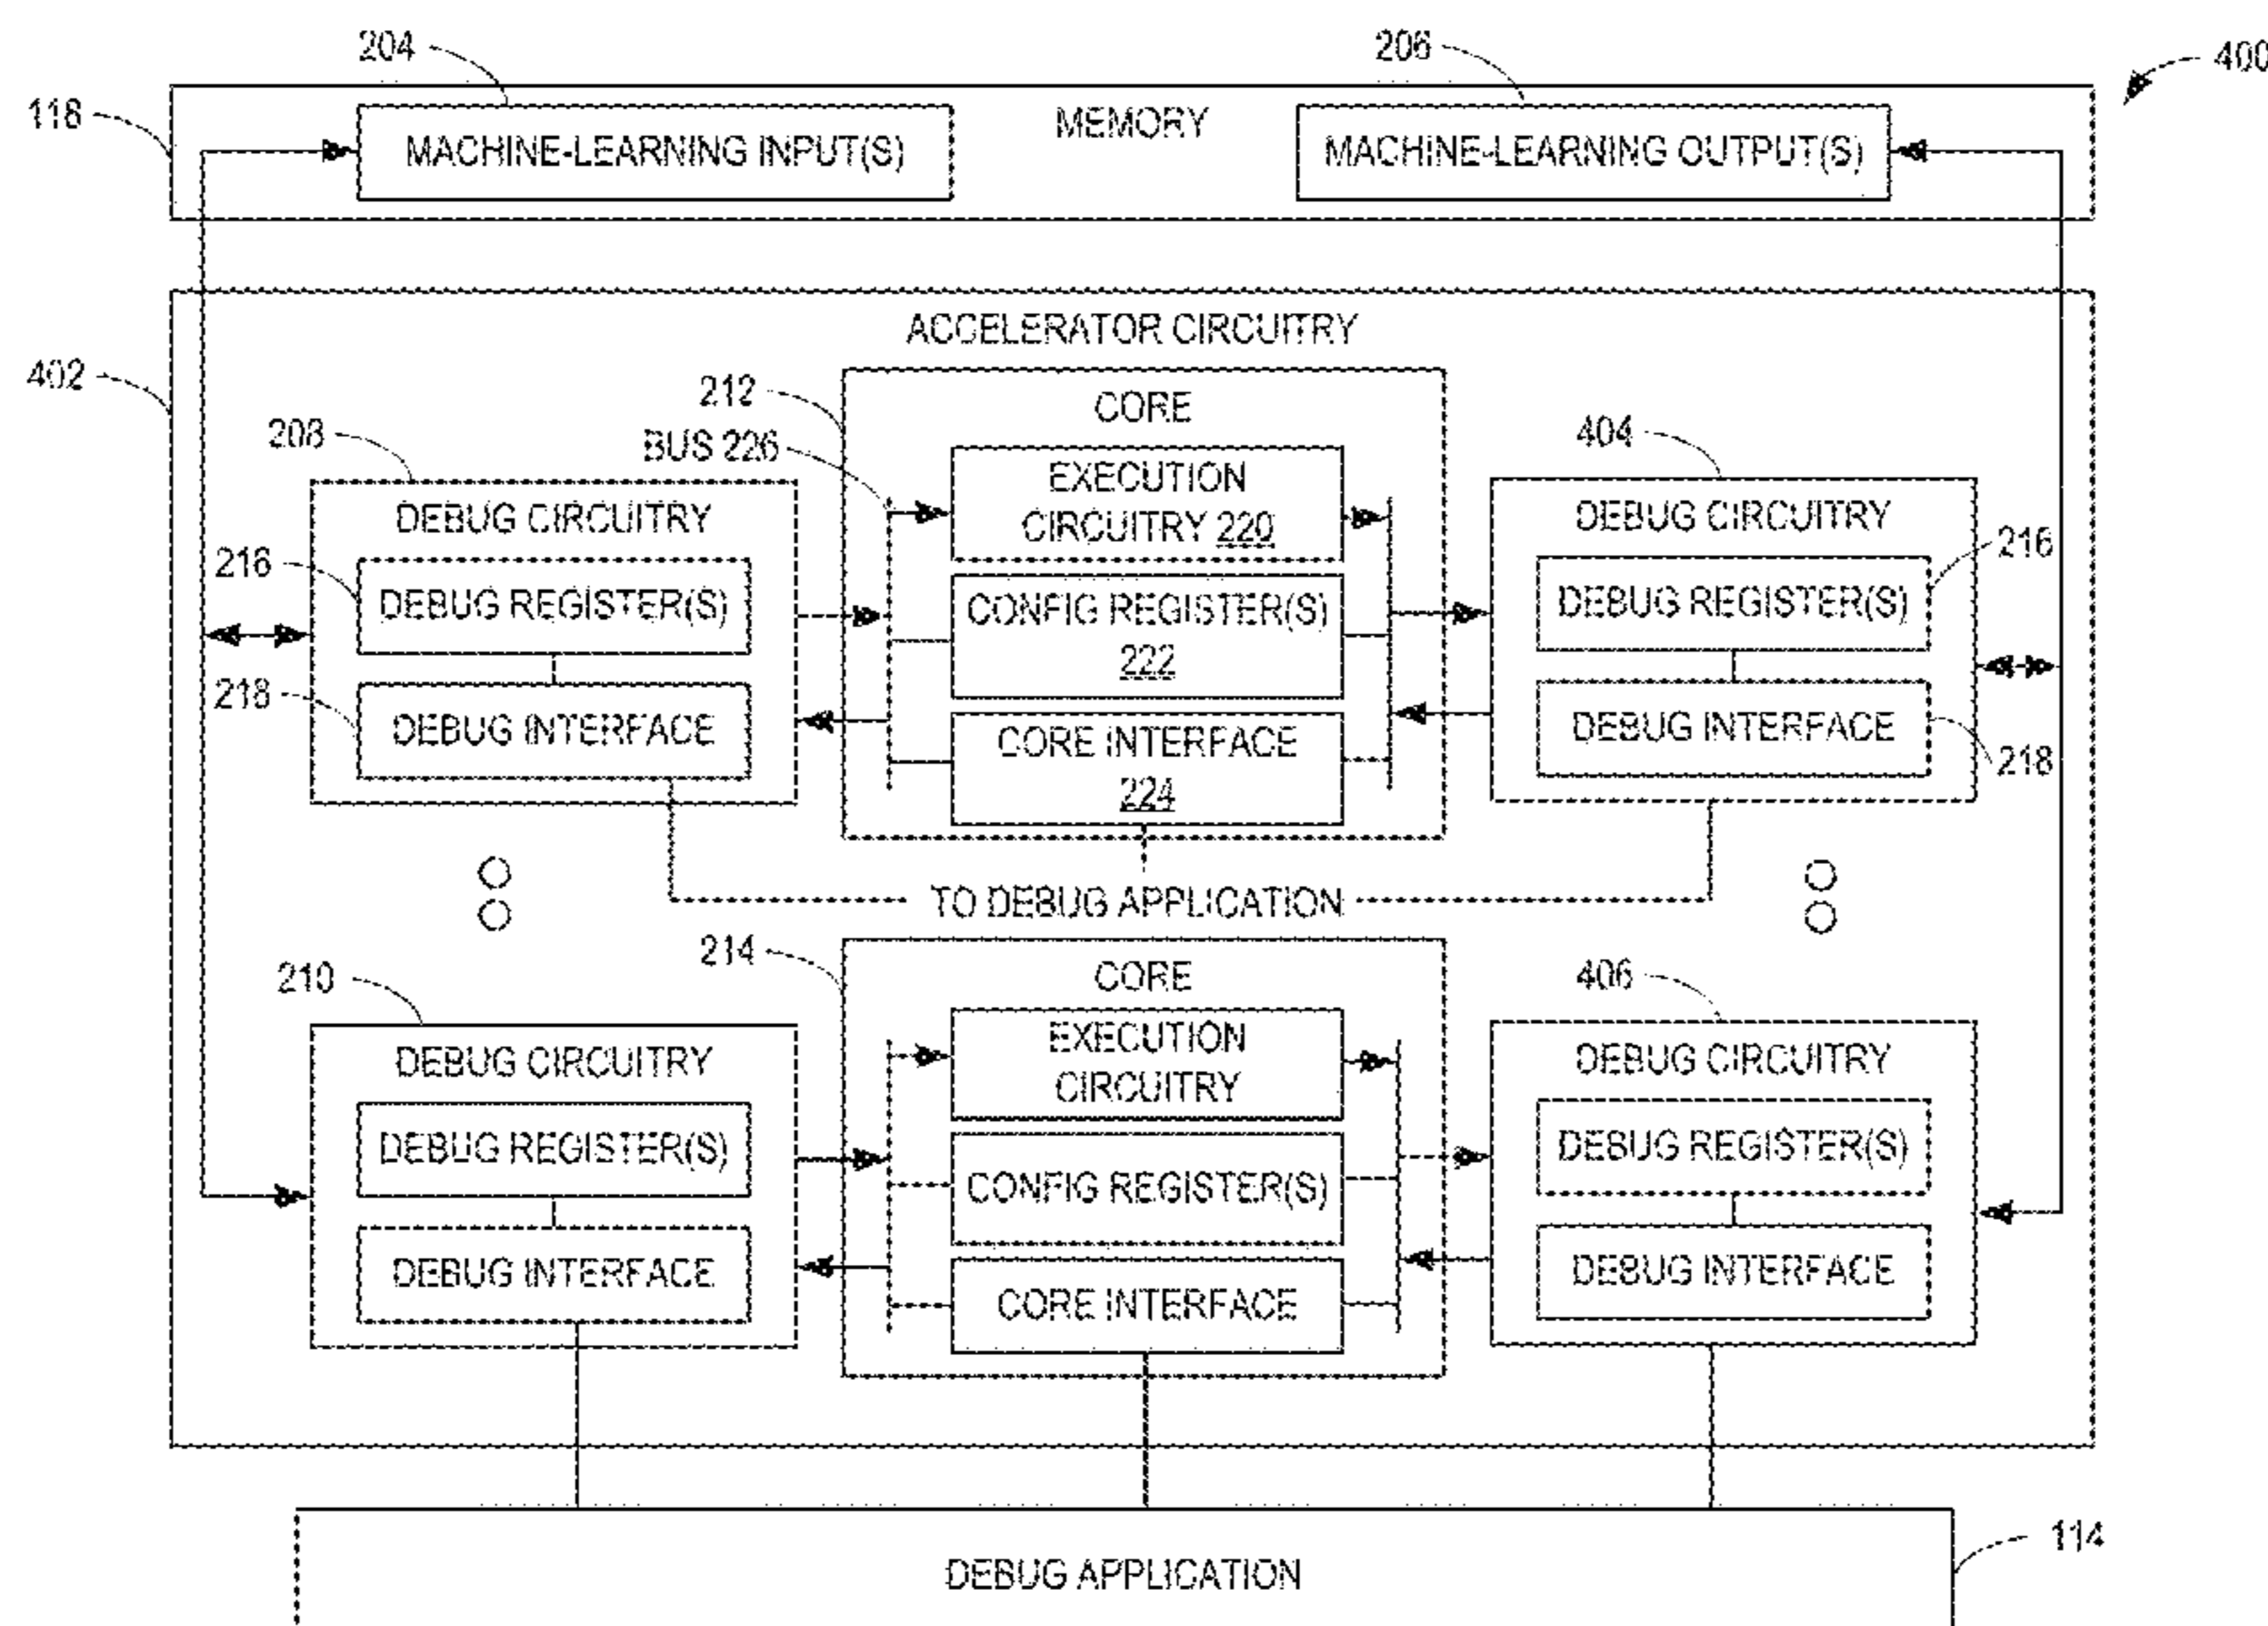 204
206
400
118
MEMORY
MACHINE-LEARNING INPUT(S)
MACHINE-LEARNING OUTPUT(S)
ACCELERATOR CIRCUITRY
402
212
CORE
208
BUS 226
404
EXECUTION
CIRCUITRY 220
DEBUG CIRCUITRY
DEBUG CIRCUITRY
216
216
DEBUG REGISTER(S)
CONFIG REGISTER(S)
222
DEBUG REGISTER(S)
218
DEBUG INTERFACE
CORE INTERFACE
224
DEBUG INTERFACE
218
TO DEBUG APPLICATION
214
CORE
210
406
EXECUTION
CIRCUITRY
DEBUG CIRCUITRY
DEBUG CIRCUITRY
DEBUG REGISTER(S)
CONFIG REGISTER(S)
DEBUG REGISTER(S)
DEBUG INTERFACE
CORE INTERFACE
DEBUG INTERFACE
114
DEBUG APPLICATION